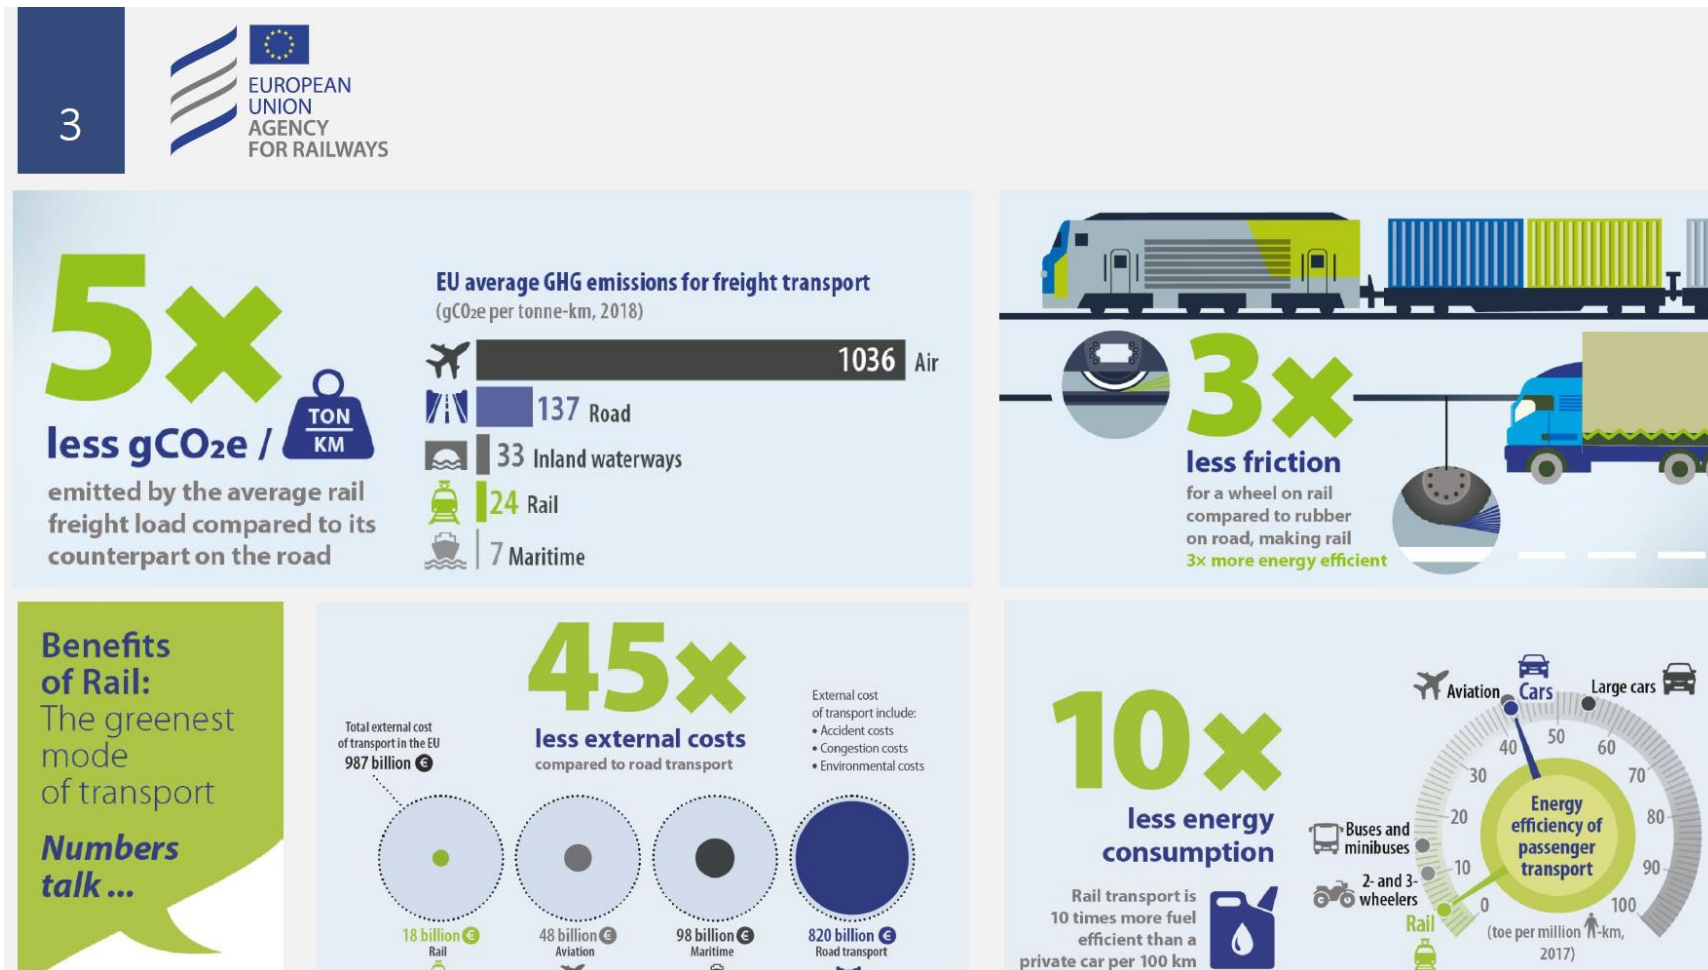 3
EUROPEAN
UNION
AGENCY
FOR RAILWAYS
5×
less gCO₂e /
TON
KM
emitted by the average rail
freight load compared to its
counterpart on the road
EU average GHG emissions for freight transport
(gCO₂e per tonne-km, 2018)
1036 Air
137 Road
33 Inland waterways
24 Rail
7 Maritime
3×
less friction
for a wheel on rail
compared to rubber
on road, making rail
3× more energy efficient
Benefits
of Rail:
The greenest
mode
of transport
Numbers
talk ...
45×
less external costs
compared to road transport
Total external cost
of transport in the EU
987 billion €
External cost
of transport include:
• Accident costs
• Congestion costs
• Environmental costs
18 billion €
Rail
48 billion €
Aviation
98 billion €
Maritime
820 billion €
Road transport
10×
less energy
consumption
Rail transport is
10 times more fuel
efficient than a
private car per 100 km
Aviation
Cars
Large cars
Buses and
minibuses
2- and 3-
wheelers
Rail
0
10
20
30
40
50
60
70
80
90
100
Energy
efficiency of
passenger
transport
(toe per million -km,
2017)